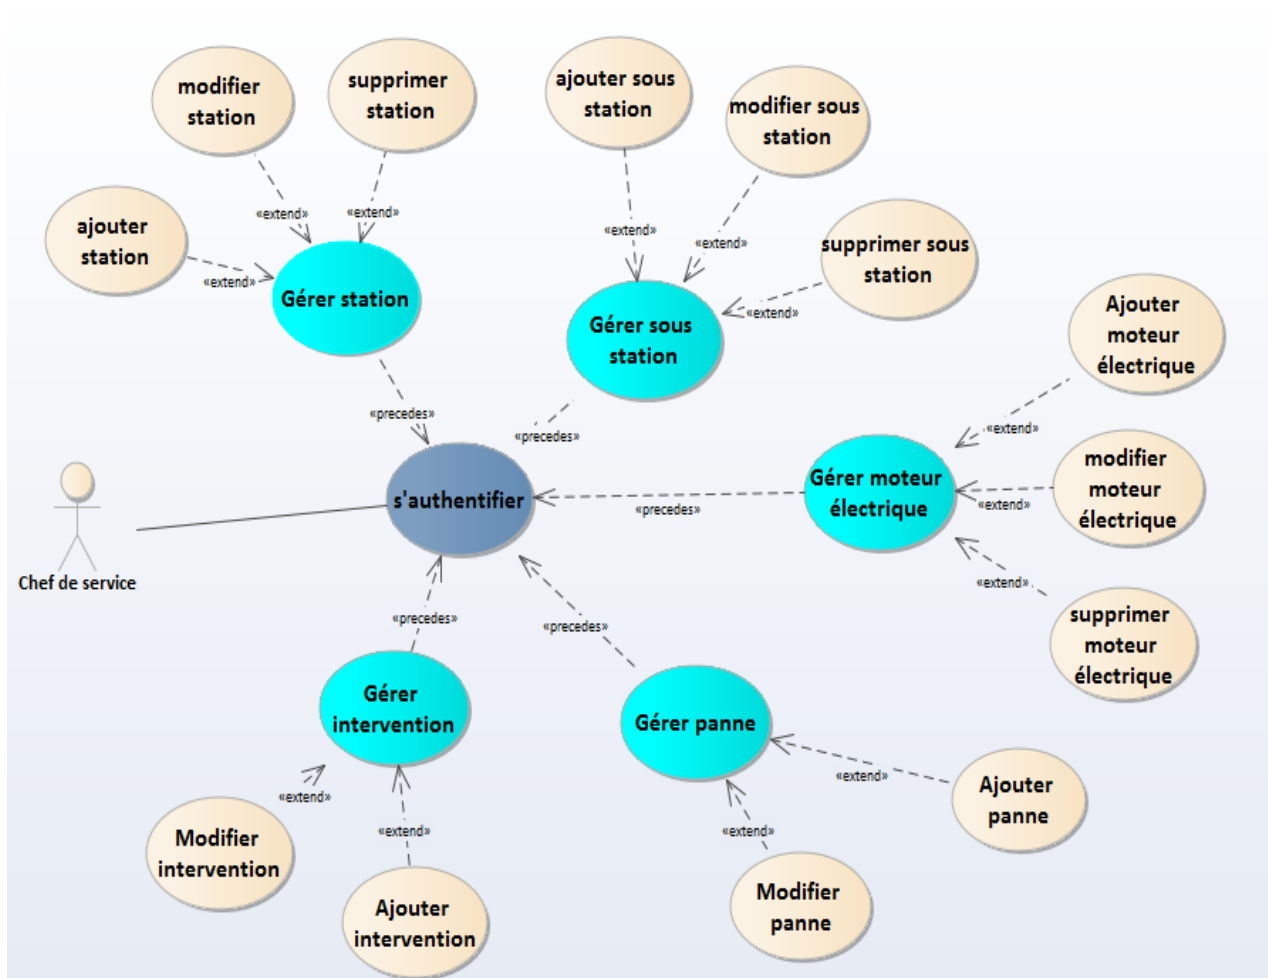 modifier
station
supprimer
station
ajouter sous
station
modifier sous
station
ajouter
station
supprimer sous
station
«extend»
«extend»
«extend»
«extend»
«extend»
«extend»
Gérer station
Gérer sous
station
Ajouter
moteur
électrique
«precedes»
«precedes»
«extend»
s'authentifier
Gérer moteur
électrique
modifier
moteur
électrique
«precedes»
«extend»
Chef de service
«extend»
supprimer
moteur
électrique
«precedes»
«precedes»
Gérer
intervention
Gérer panne
«extend»
«extend»
Ajouter
panne
Modifier
intervention
«extend»
«extend»
Ajouter
intervention
Modifier
panne